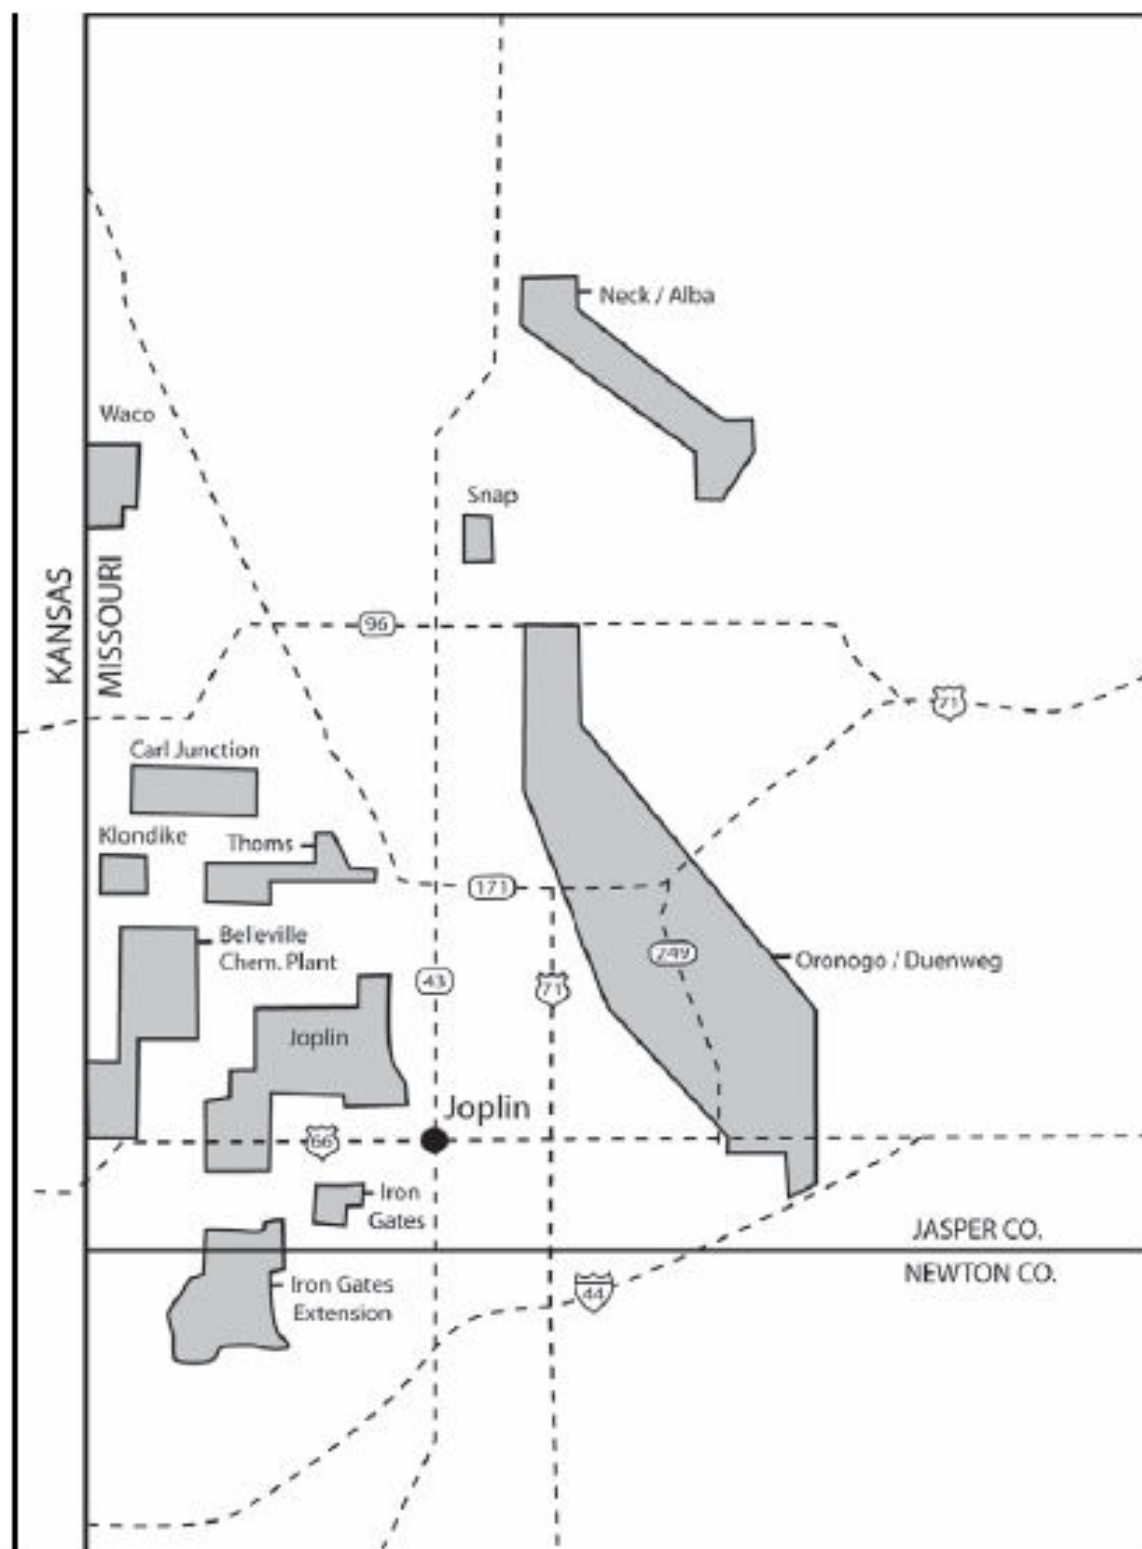 Neck / Alba
Waco
Snap
KANSAS
MISSOURI
96
71
Carl Junction
Klondike
Thoms
171
Belleville
Chem. Plant
249
Oronogo / Duenweg
43
71
Joplin
Joplin
66
Iron
Gates
JASPER CO.
NEWTON CO.
Iron Gates
Extension
44